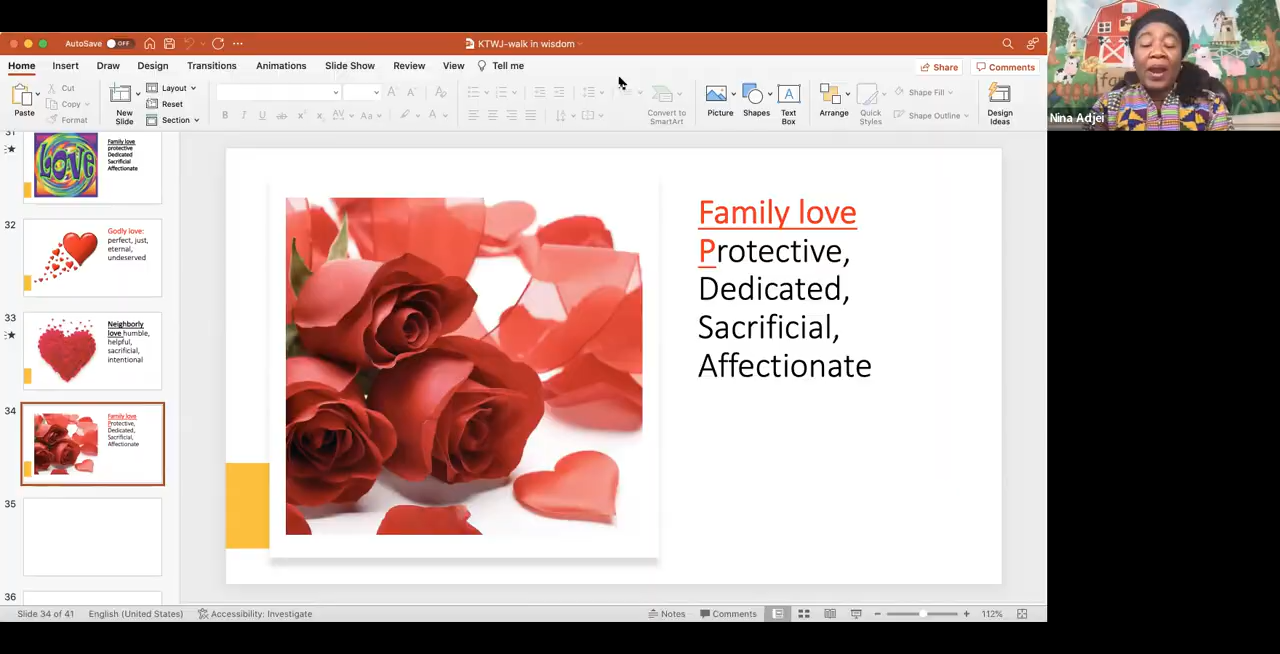 AutoSave OFF
KTWJ-walk in wisdom
Home Insert Draw Design Transitions Animations Slide Show Review View Tell me
Share Comments
Paste
Cut
Copy
Format
New Slide
Layout
Reset
Section
Convert to SmartArt
Picture
Shapes
Text Box
Arrange
Quick Styles
Shape Fill
Shape Outline
Design Ideas
Nina Adjei
31
LOVE
Family love
protective
Dedicated
Sacrificial
Affectionate
32
Godly love:
perfect, just,
eternal,
undeserved
33
Neighborly
love humble,
helpful,
sacrificial,
intentional
34
Family love
Protective,
Dedicated,
Sacrificial,
Affectionate
35
36
Family love
Protective,
Dedicated,
Sacrificial,
Affectionate
Slide 34 of 41 English (United States) Accessibility: Investigate Notes Comments 112%